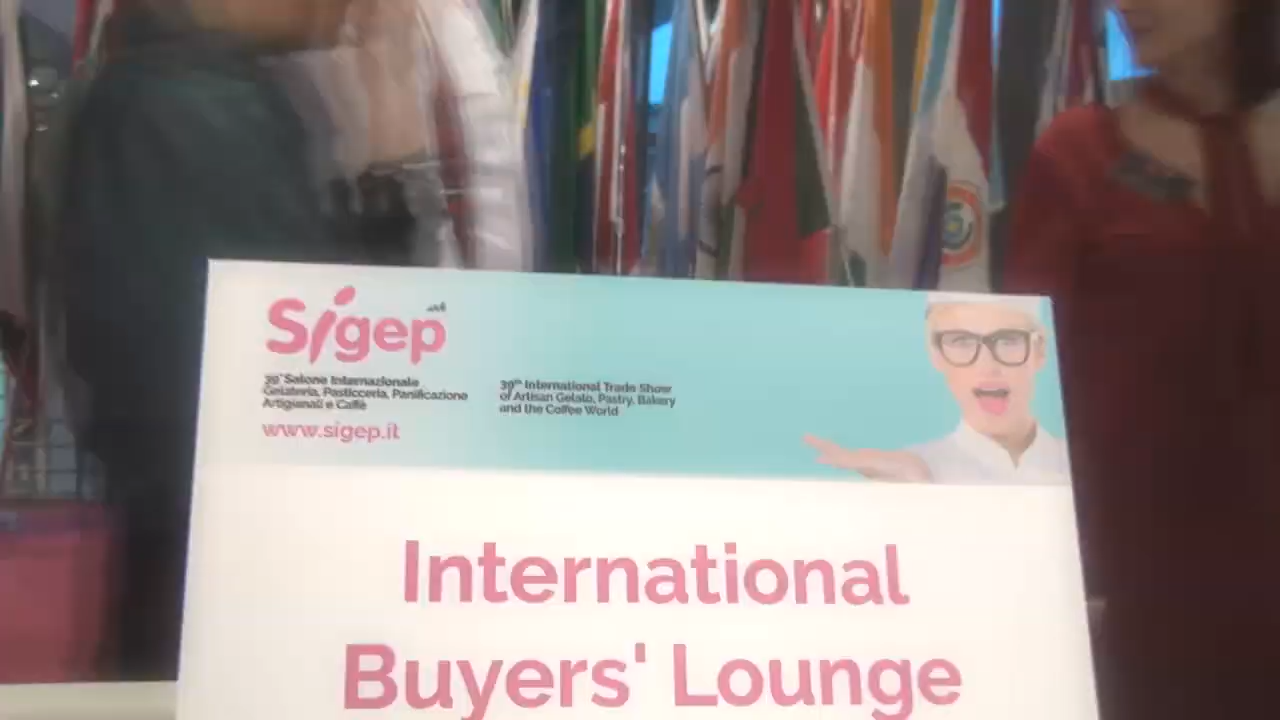 Sigep
39° Salone Internazionale
Gelateria, Pasticceria, Panificazione
Artigianali e Caffè
www.sigep.it
39th International Trade Show
of Artisan Gelato, Pastry, Bakery
and the Coffee World
International
Buyers' Lounge